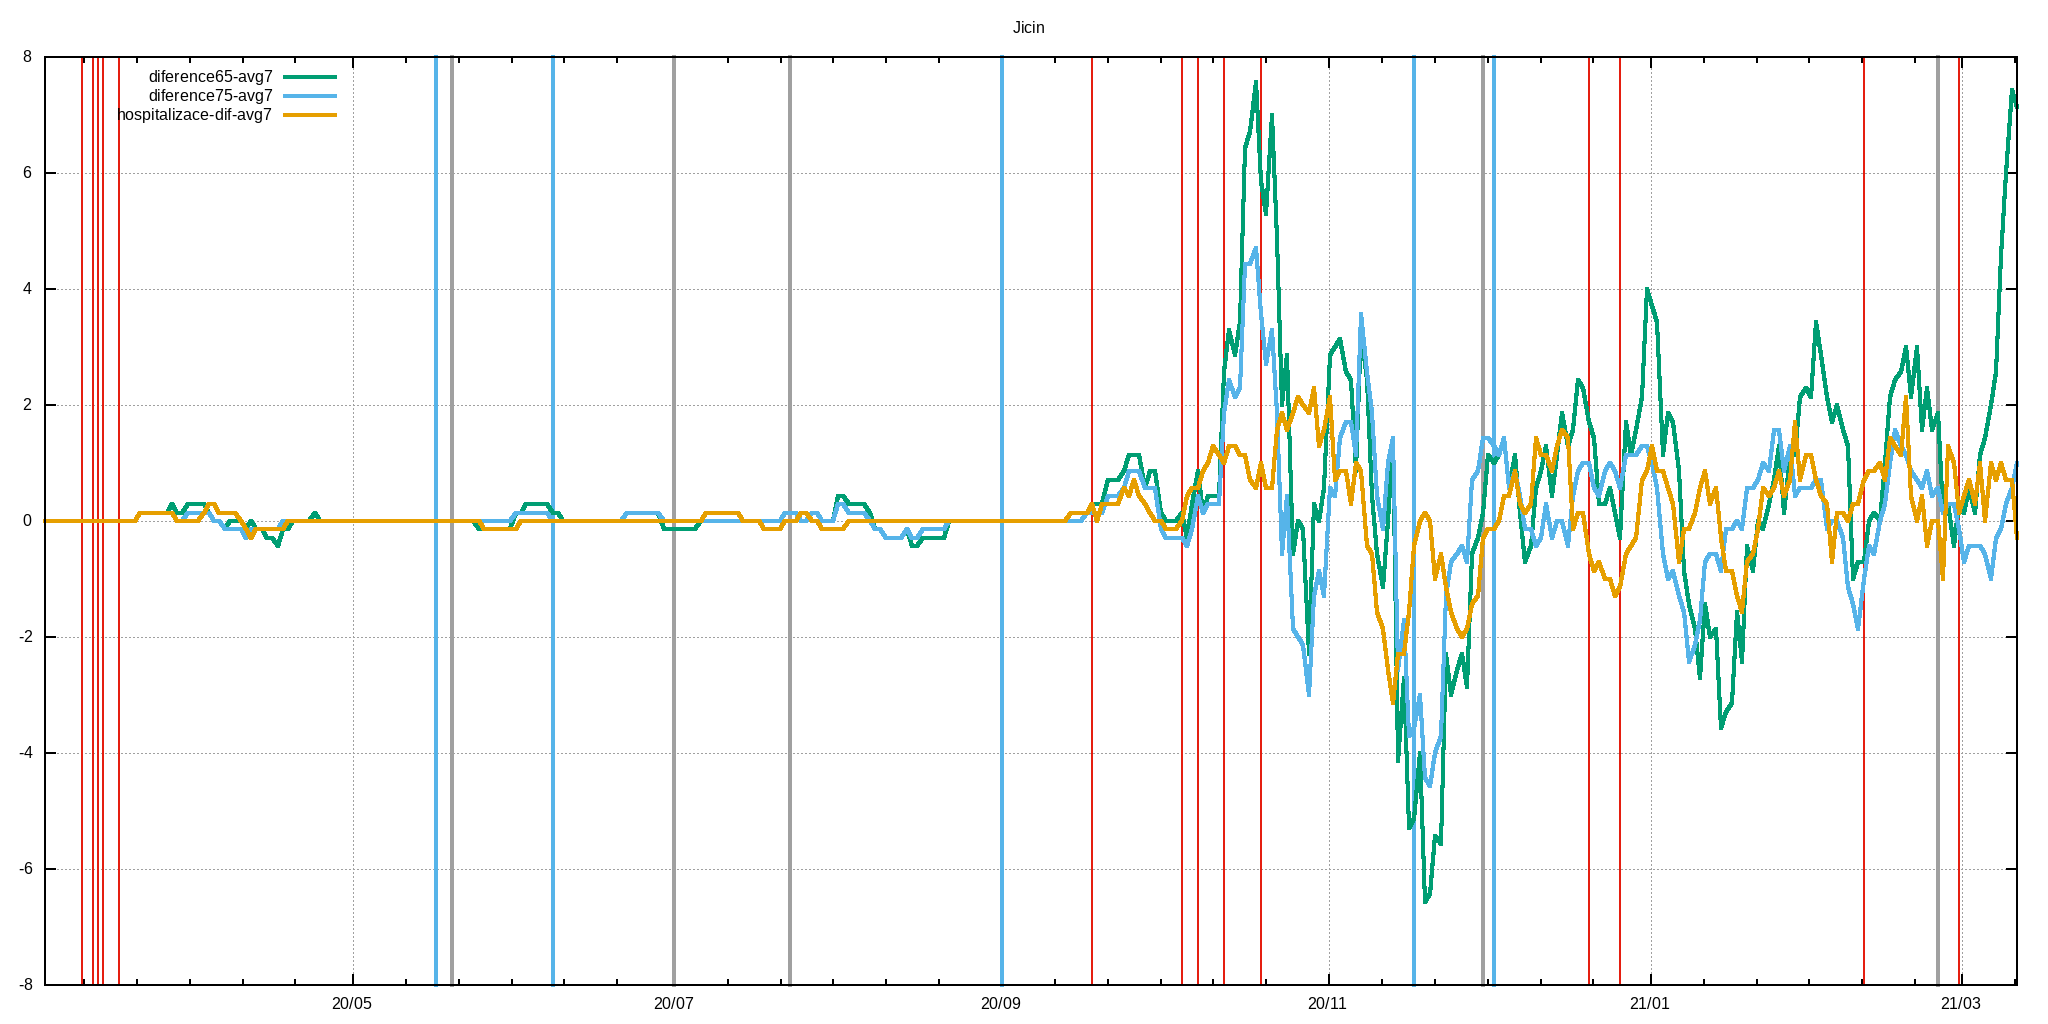 Jicin
diference65-avg7
diference75-avg7
hospitalizace-dif-avg7
8
6
4
2
0
-2
-4
-6
-8
20/05 20/07 20/09 20/11 21/01 21/03